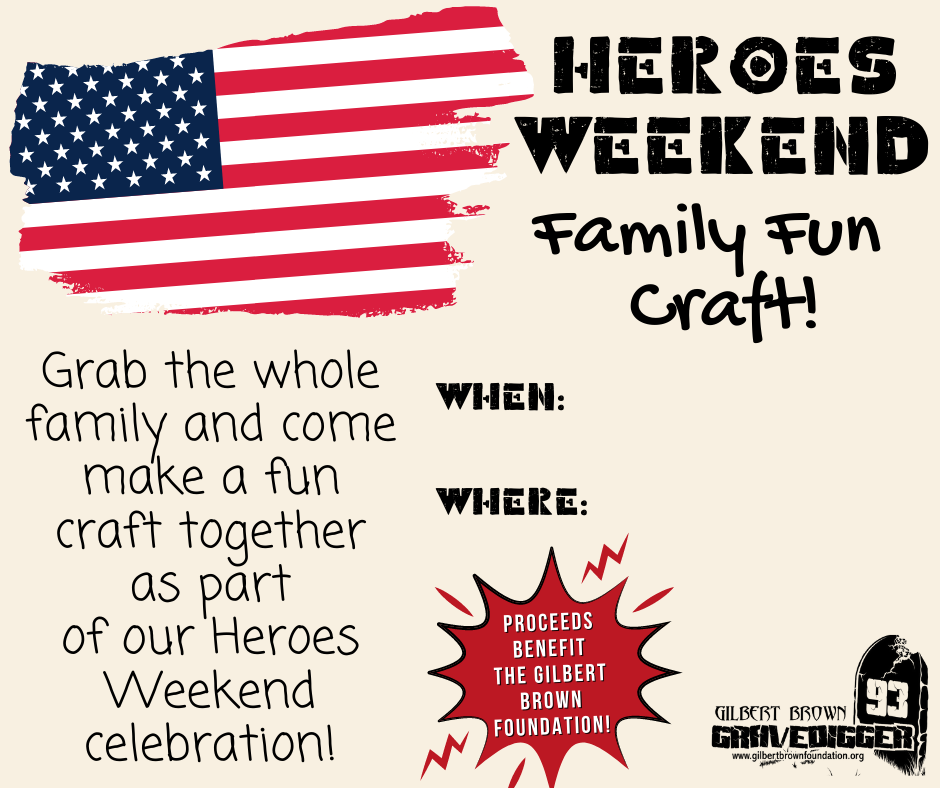 HEROES
WEEKEND
Family Fun
Craft!
Grab the whole
family and come
make a fun
craft together
as part
of our Heroes
Weekend
celebration!
WHEN:
WHERE:
PROCEEDS
BENEFIT
THE GILBERT
BROWN
FOUNDATION!
93
GILBERT BROWN
GRAVEDIGGER
www.gilbertbrownfoundation.org